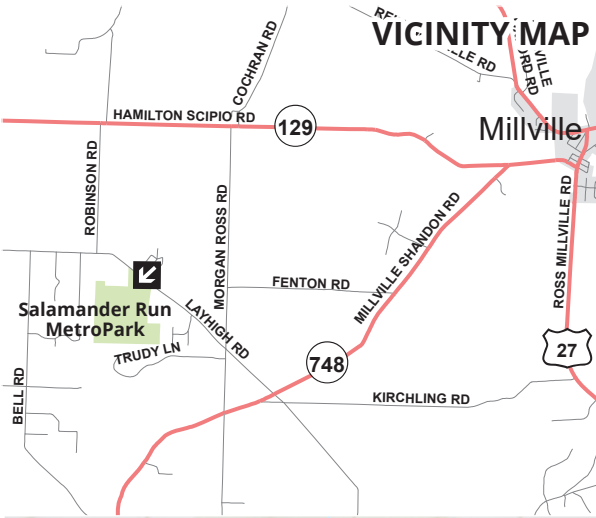 VICINITY MAP
COCHRAN RD
HAMILTON SCIPIO RD
129
Millville
ROBINSON RD
MORGAN ROSS RD
MILLVILLE SHANDON RD
ROSS MILLVILLE RD
FENTON RD
Salamander Run
MetroPark
LAYHIGH RD
TRUDY LN
27
748
BELL RD
KIRCHLING RD